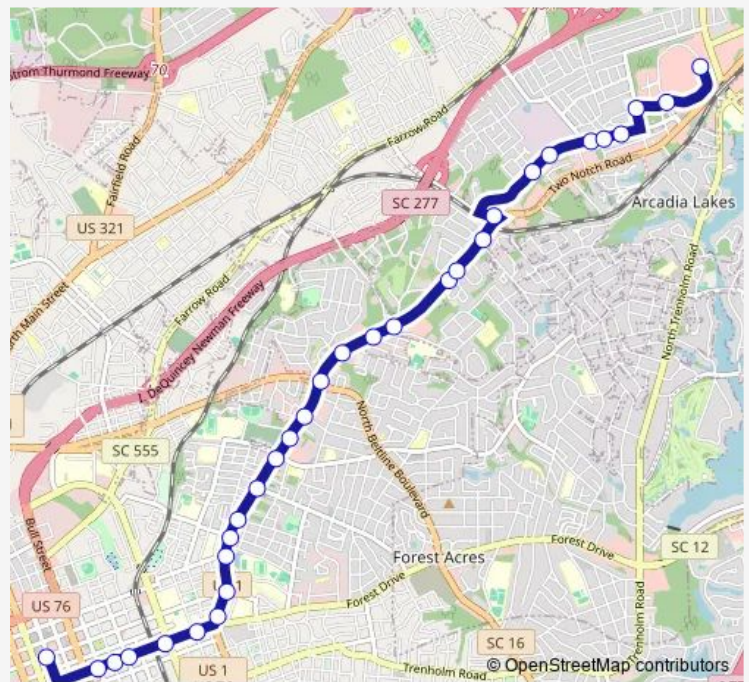 strom Thurmond Freeway
70
Fairfield Road
Farrow Road
SC 277
Two Notch Road
Arcadia Lakes
US 321
Farrow Road
North Trenholm Road
rth Main Street
I. DeQuincey Newman Freeway
SC 555
North Beltline Boulevard
Bull Street
Forest Acres
Forest Drive
SC 12
US 76
Forest Drive
Trenholm Road
SC 16
US 1
Trenholm Road
© OpenStreetMap contributors